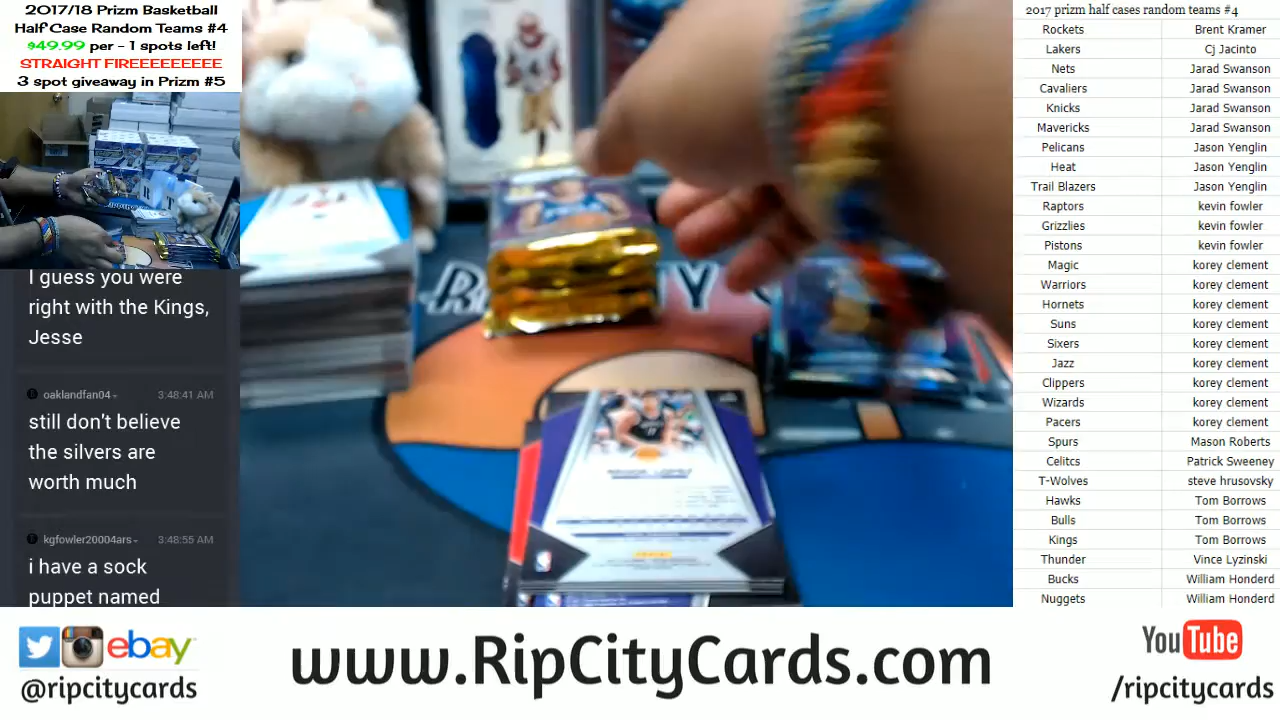 2017/18 Prizm Basketball
Half Case Random Teams #4
$49.99 per - 1 spots left!
STRAIGHT FIREEEEEEEEE
3 spot giveaway in Prizm #5
I guess you were
right with the Kings,
Jesse
oaklandfan04
3:48:41 AM
still don't believe
the silvers are
worth much
kgfowler20004ars
3:48:55 AM
i have a sock
puppet named
2017 prizm half cases random teams #4
Rockets Brent Kramer
Lakers Cj Jacinto
Nets Jarad Swanson
Cavaliers Jarad Swanson
Knicks Jarad Swanson
Mavericks Jarad Swanson
Pelicans Jason Yenglin
Heat Jason Yenglin
Trail Blazers Jason Yenglin
Raptors kevin fowler
Grizzlies kevin fowler
Pistons kevin fowler
Magic korey clement
Warriors korey clement
Hornets korey clement
Suns korey clement
Sixers korey clement
Jazz korey clement
Clippers korey clement
Wizards korey clement
Pacers korey clement
Spurs Mason Roberts
Celitcs Patrick Sweeney
T-Wolves steve hrusovsky
Hawks Tom Borrows
Bulls Tom Borrows
Kings Tom Borrows
Thunder Vince Lyzinski
Bucks William Honderd
Nuggets William Honderd
ebay
@ripcitycards
www.RipCityCards.com
YouTube
/ripcitycards